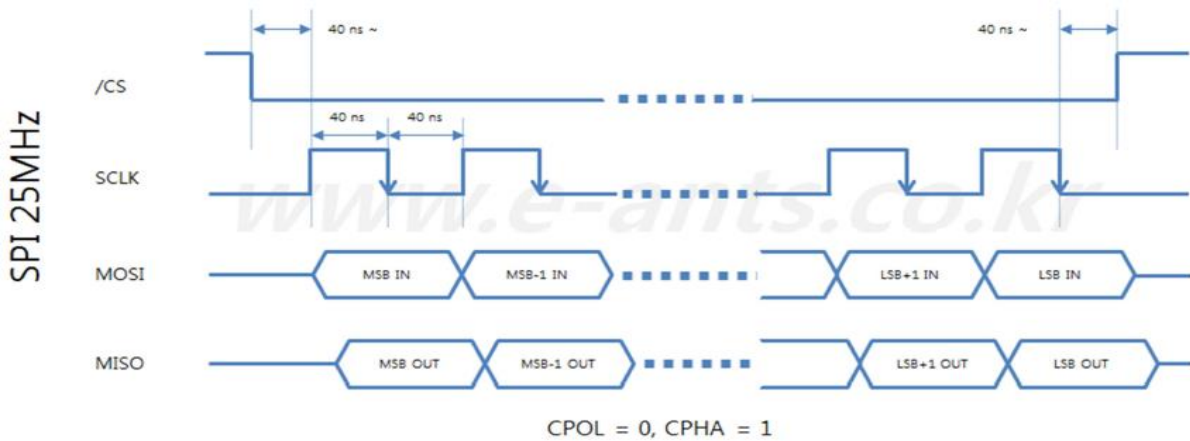 40 ns ~ 40 ns ~
/CS
40 ns 40 ns
SCLK
SPI 25MHz
www.e-ants.co.kr
MOSI MSB IN MSB-1 IN LSB+1 IN LSB IN
MISO MSB OUT MSB-1 OUT LSB+1 OUT LSB OUT
CPOL = 0, CPHA = 1